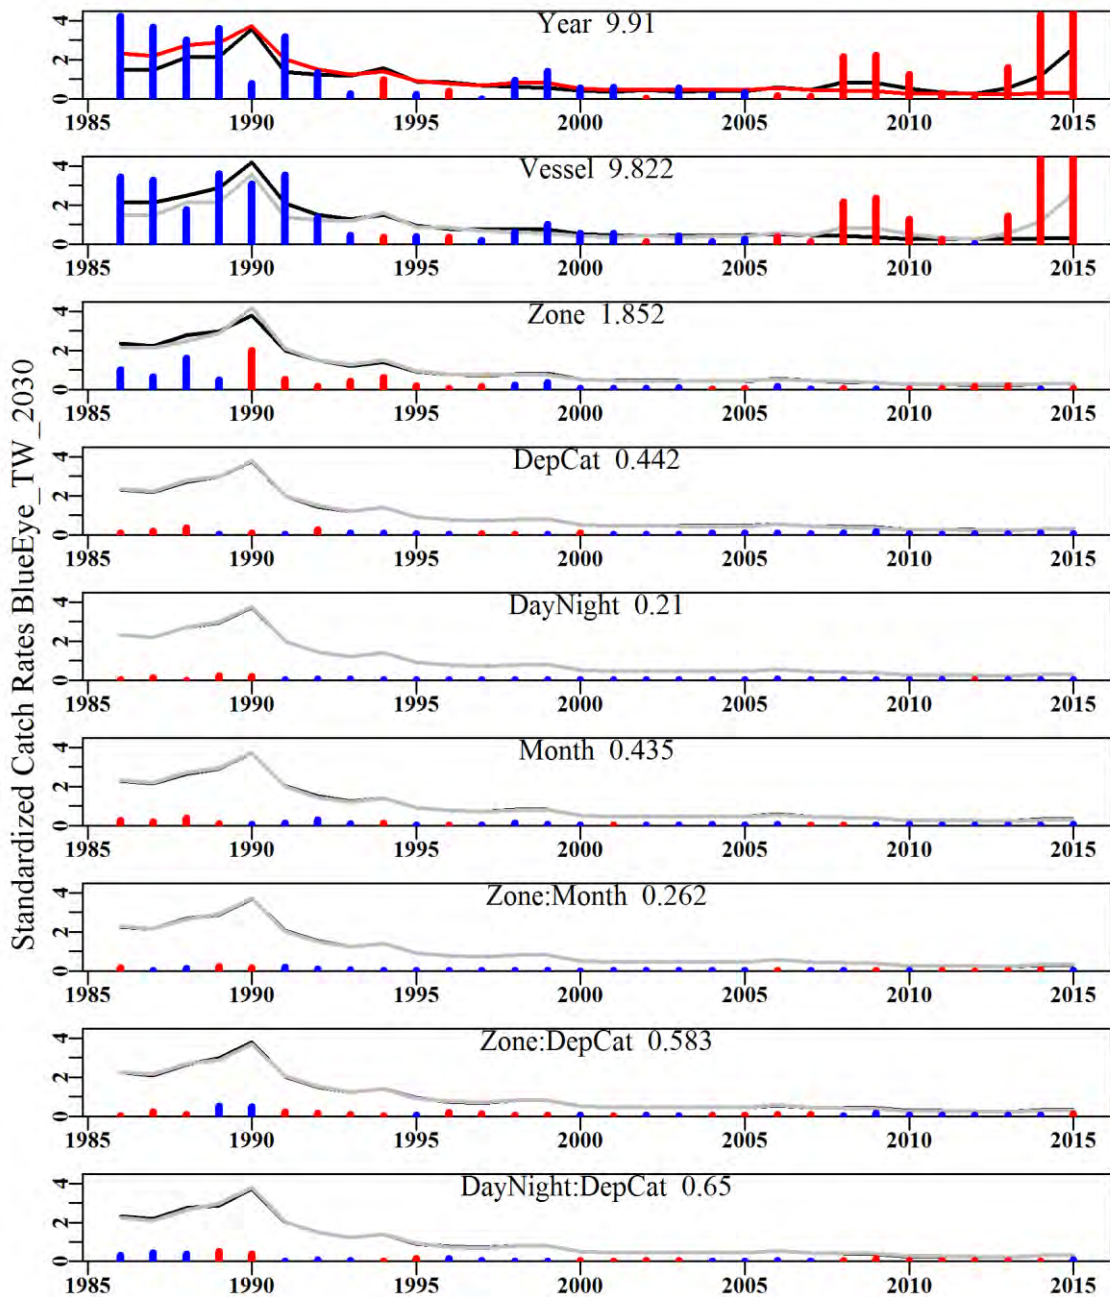 Standardized Catch Rates BlueEye_TW_2030
Year 9.91
0 2 4
1985 1990 1995 2000 2005 2010 2015
Vessel 9.822
0 2 4
1985 1990 1995 2000 2005 2010 2015
Zone 1.852
0 2 4
1985 1990 1995 2000 2005 2010 2015
DepCat 0.442
0 2 4
1985 1990 1995 2000 2005 2010 2015
DayNight 0.21
0 2 4
1985 1990 1995 2000 2005 2010 2015
Month 0.435
0 2 4
1985 1990 1995 2000 2005 2010 2015
Zone:Month 0.262
0 2 4
1985 1990 1995 2000 2005 2010 2015
Zone:DepCat 0.583
0 2 4
1985 1990 1995 2000 2005 2010 2015
DayNight:DepCat 0.65
0 2 4
1985 1990 1995 2000 2005 2010 2015